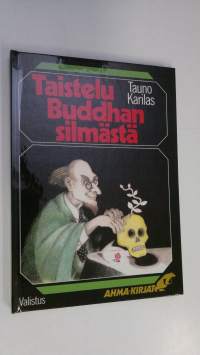 Taistelu
Buddhan
silmästä
Tauno
Karilas
Valistus
AHMA-KIRJAT